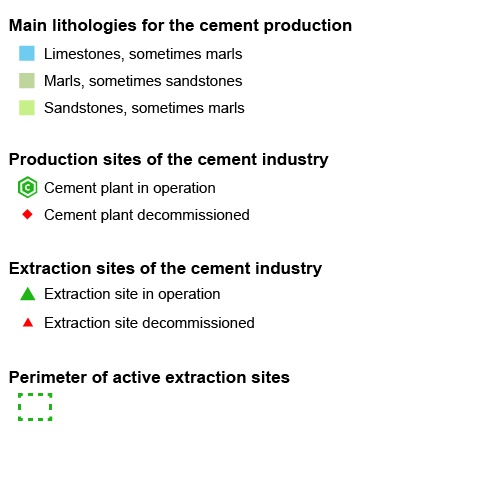 Main lithologies for the cement production
Limestones, sometimes marls
Marls, sometimes sandstones
Sandstones, sometimes marls
Production sites of the cement industry
C Cement plant in operation
Cement plant decommissioned
Extraction sites of the cement industry
Extraction site in operation
Extraction site decommissioned
Perimeter of active extraction sites